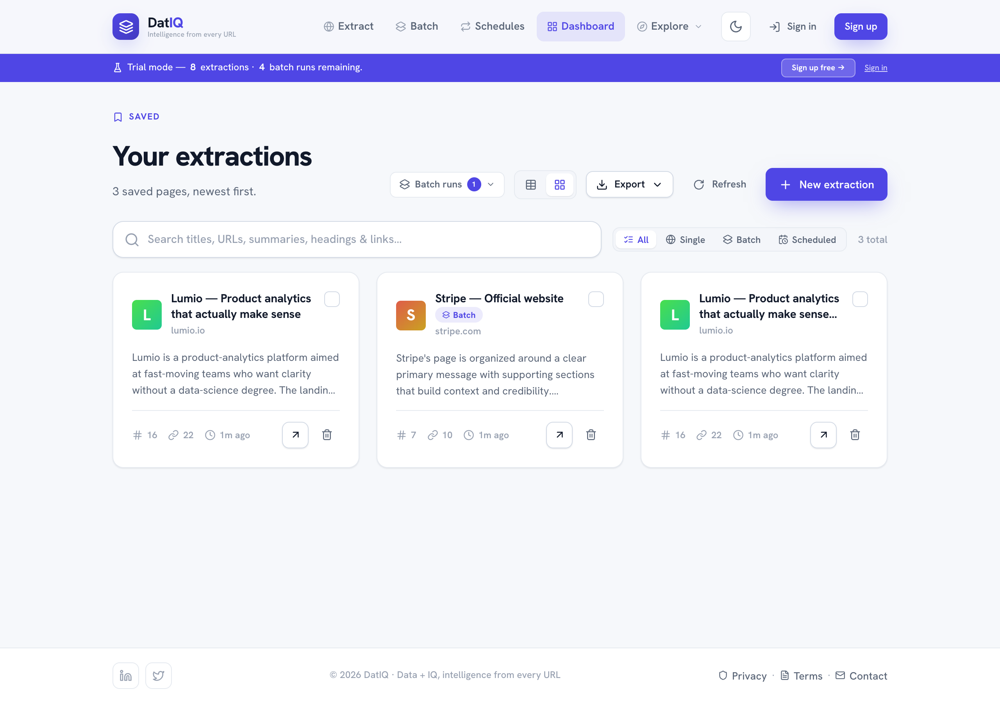 DatIQ
Intelligence from every URL
Extract
Batch
Schedules
Dashboard
Explore
Sign in
Sign up
Trial mode — 8 extractions · 4 batch runs remaining.
Sign up free →
Sign in
SAVED
Your extractions
3 saved pages, newest first.
Batch runs 1
Export
Refresh
+ New extraction
Search titles, URLs, summaries, headings & links...
All
Single
Batch
Scheduled
3 total
L
Lumio — Product analytics
that actually make sense
lumio.io
Lumio is a product-analytics platform aimed
at fast-moving teams who want clarity
without a data-science degree. The landin...
# 16
22
1m ago
S
Stripe — Official website
Batch
stripe.com
Stripe's page is organized around a clear
primary message with supporting sections
that build context and credibility....
# 7
10
1m ago
L
Lumio — Product analytics
that actually make sense...
lumio.io
Lumio is a product-analytics platform aimed
at fast-moving teams who want clarity
without a data-science degree. The landin...
# 16
22
1m ago
in
© 2026 DatIQ · Data + IQ, intelligence from every URL
Privacy · Terms · Contact